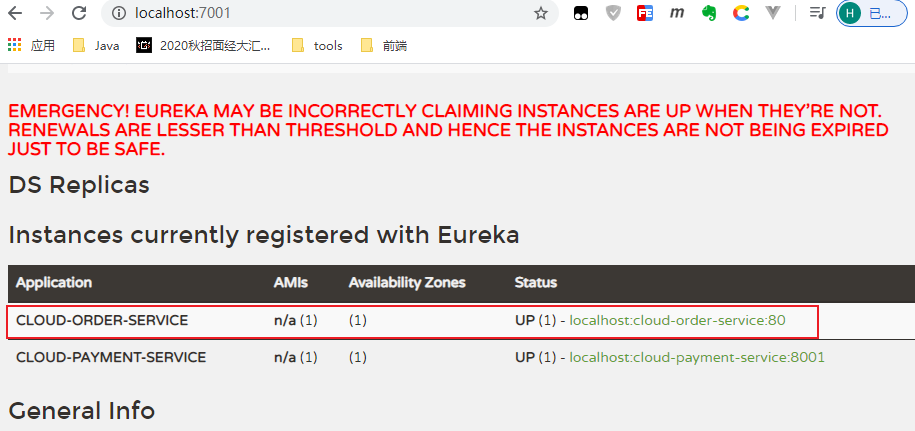 localhost:7001
H 已...
应用 Java 2020秋招面经大汇... tools 前端
EMERGENCY! EUREKA MAY BE INCORRECTLY CLAIMING INSTANCES ARE UP WHEN THEY'RE NOT.
RENEWALS ARE LESSER THAN THRESHOLD AND HENCE THE INSTANCES ARE NOT BEING EXPIRED
JUST TO BE SAFE.
DS Replicas
Instances currently registered with Eureka
Application AMIs Availability Zones Status
CLOUD-ORDER-SERVICE n/a (1) (1) UP (1) - localhost:cloud-order-service:80
CLOUD-PAYMENT-SERVICE n/a (1) (1) UP (1) - localhost:cloud-payment-service:8001
General Info